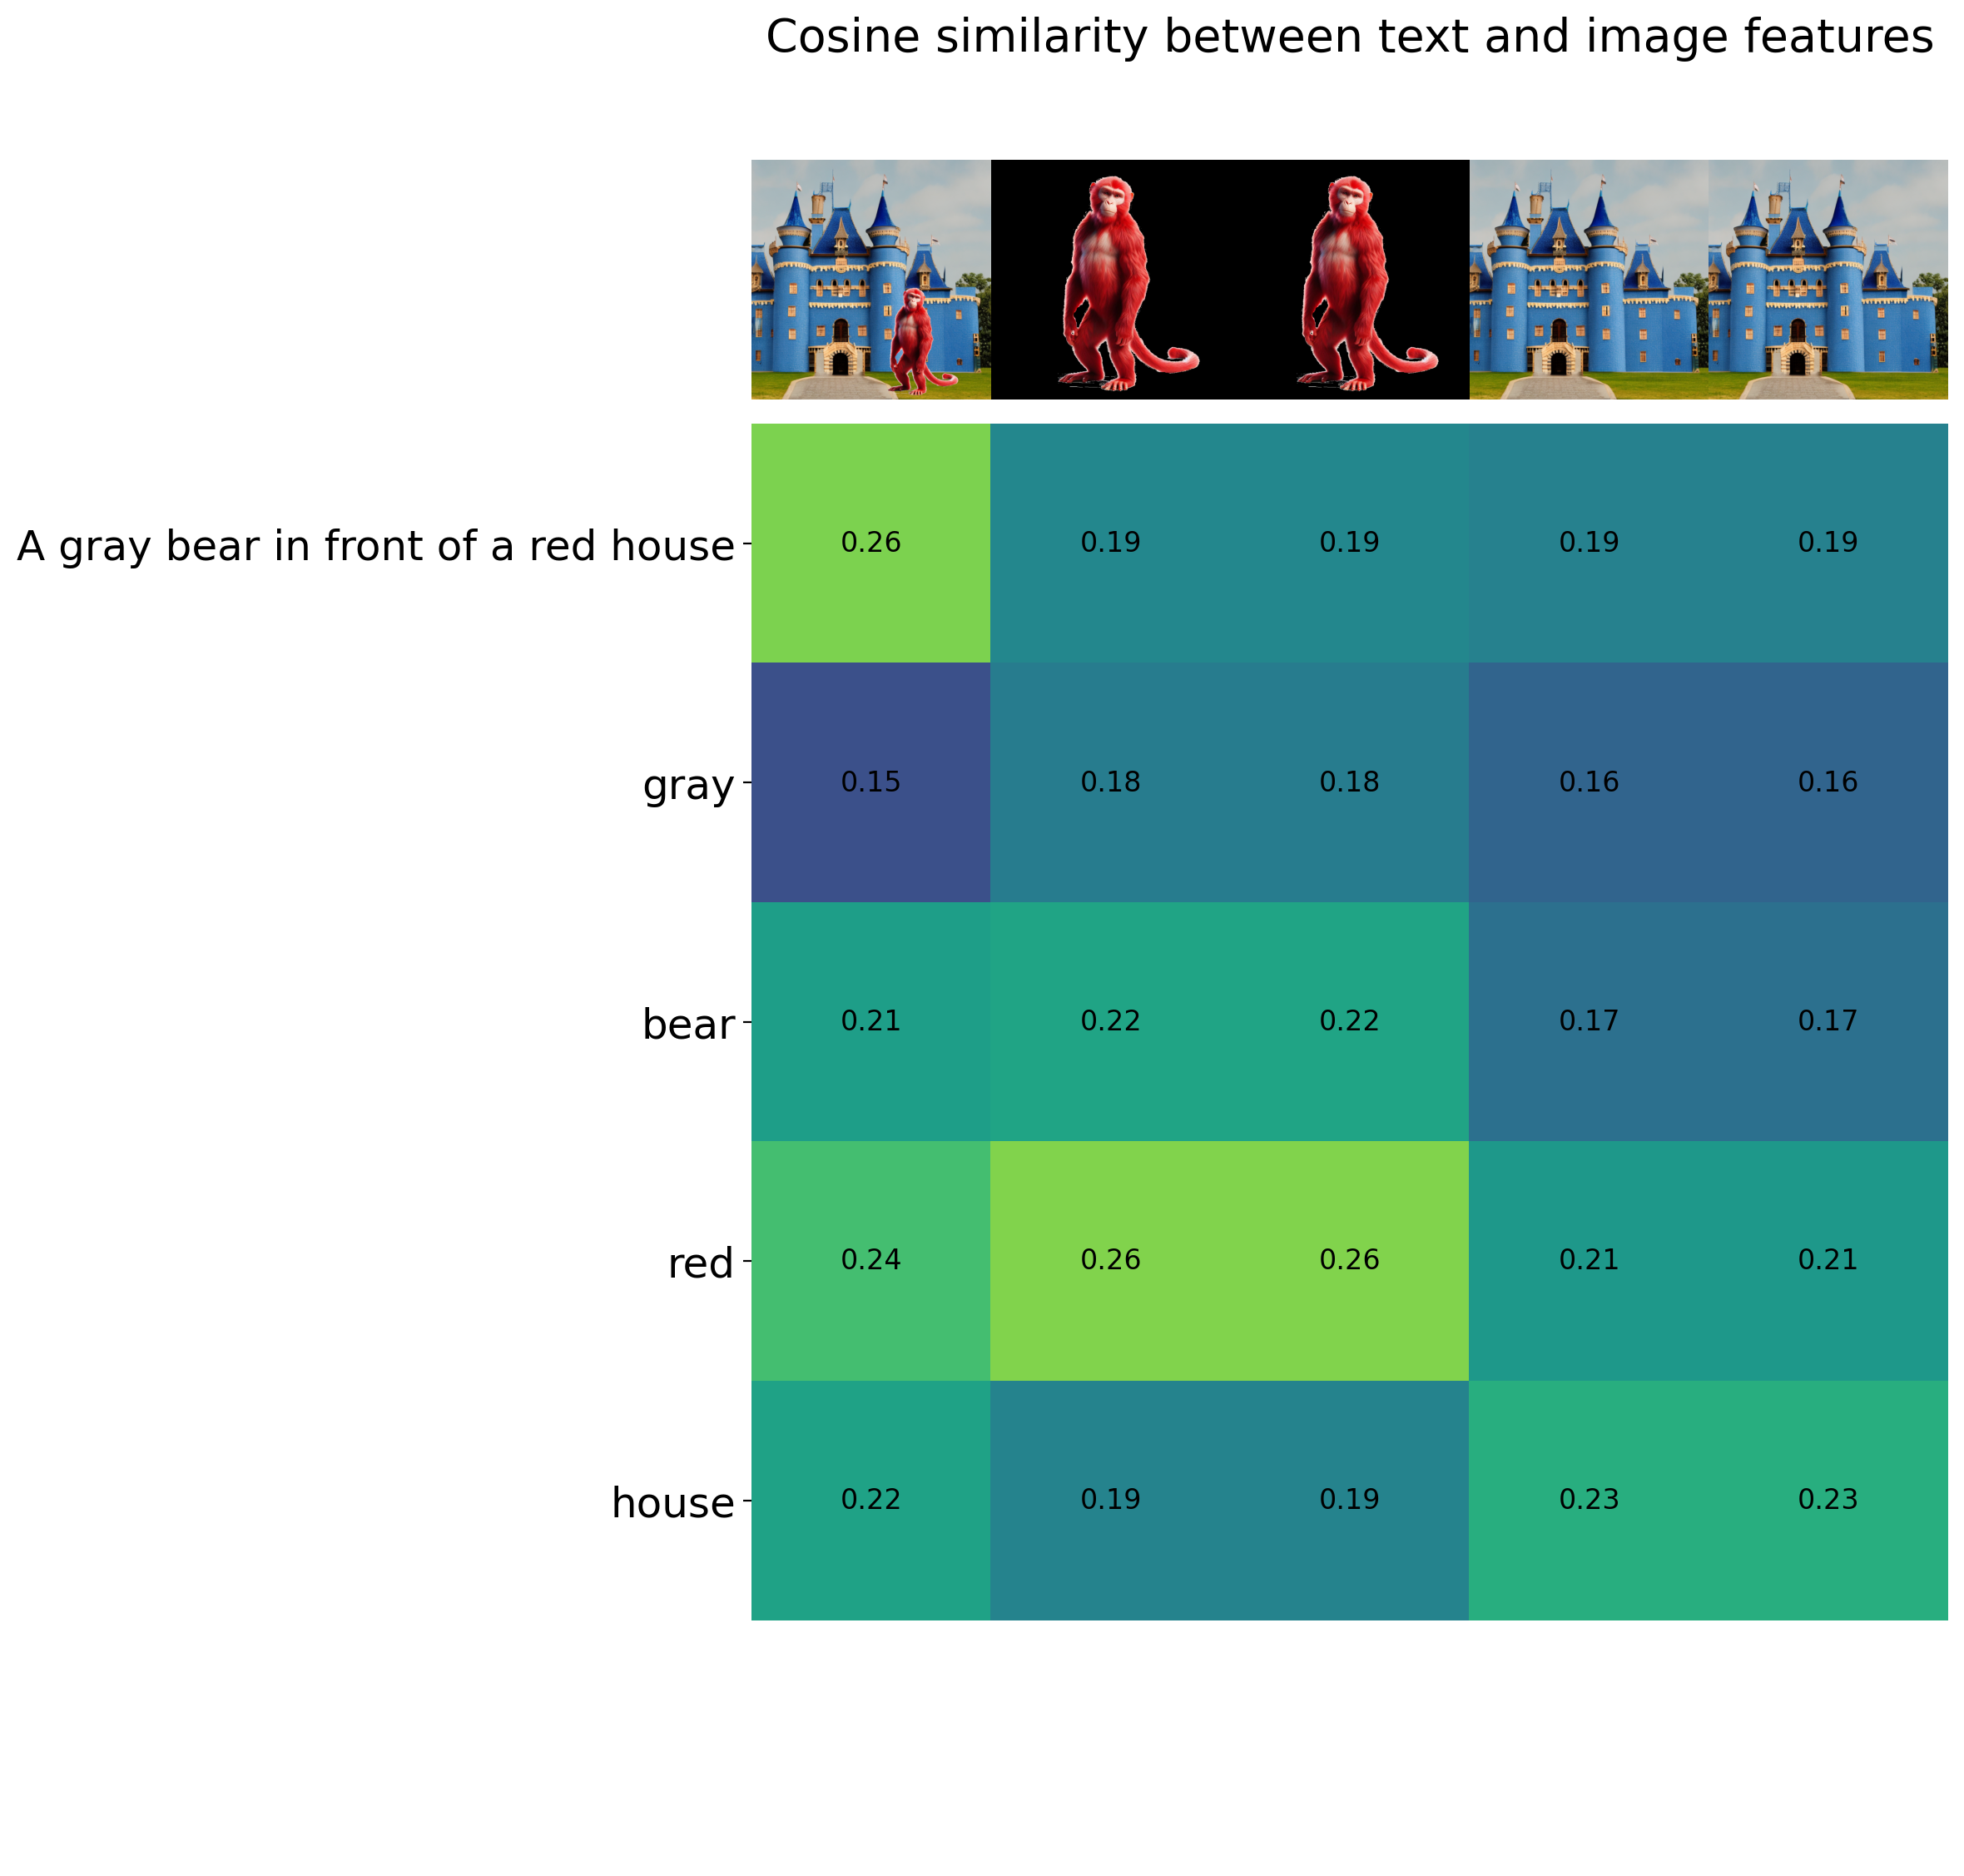 Cosine similarity between text and image features
A gray bear in front of a red house
0.26 0.19 0.19 0.19 0.19
gray
0.15 0.18 0.18 0.16 0.16
bear
0.21 0.22 0.22 0.17 0.17
red
0.24 0.26 0.26 0.21 0.21
house
0.22 0.19 0.19 0.23 0.23